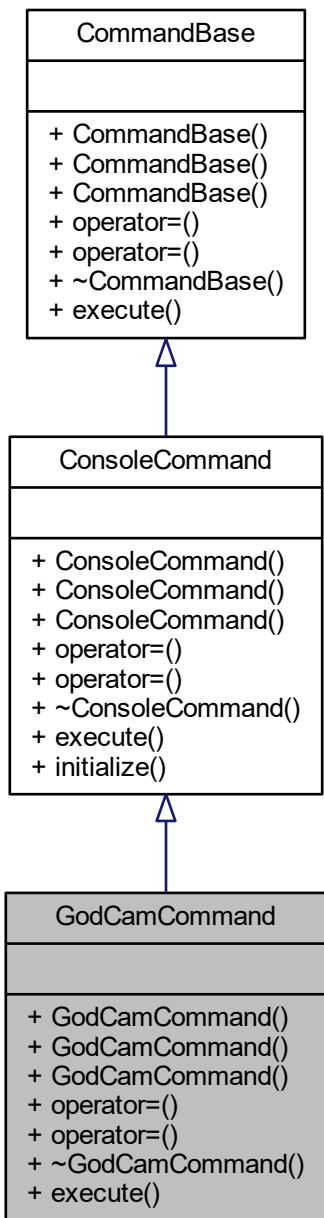 CommandBase
+ CommandBase()
+ CommandBase()
+ CommandBase()
+ operator=()
+ operator=()
+ ~CommandBase()
+ execute()
ConsoleCommand
+ ConsoleCommand()
+ ConsoleCommand()
+ ConsoleCommand()
+ operator=()
+ operator=()
+ ~ConsoleCommand()
+ execute()
+ initialize()
GodCamCommand
+ GodCamCommand()
+ GodCamCommand()
+ GodCamCommand()
+ operator=()
+ operator=()
+ ~GodCamCommand()
+ execute()